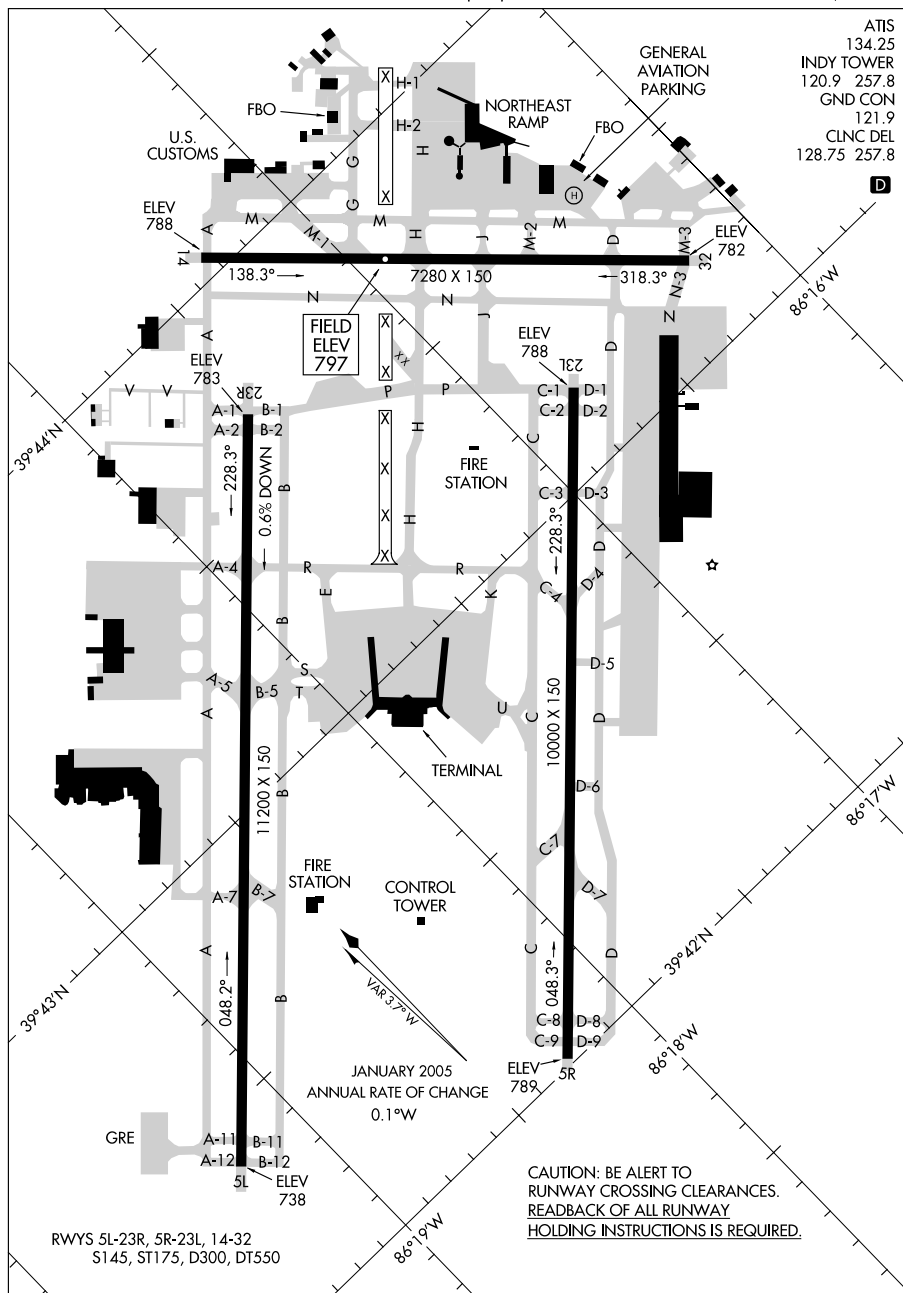 ATIS
134.25
INDY TOWER
120.9 257.8
GND CON
121.9
CLNC DEL
128.75 257.8
D
GENERAL
AVIATION
PARKING
NORTHEAST
RAMP
FBO
FBO
U.S.
CUSTOMS
H-1
H-2
X
X
H
G
G
H
ELEV
788
A
M
M-1
M
H
J
M-2
M
D
M-3
ELEV
782
14
32
138.3°
7280 X 150
318.3°
N-3
86°16'W
N
N
N
A
J
D
FIELD
ELEV
797
X
X
XX
ELEV
783
ELEV
788
23R
23L
V V
P P
A-1 B-1
A-2 B-2
C-1 D-1
C-2 D-2
39°44'N
228.3°
0.6% DOWN
B
X
X
X
X
H
H
C
FIRE
STATION
C-3 D-3
228.3°
D
A-4
R
R
E
K
C-4
D-4
B
S
A-5
B-5
T
A
U
C
D-5
D
TERMINAL
11200 X 150
10000 X 150
B
D-6
86°17'W
C-7
D-7
FIRE
STATION
CONTROL
TOWER
A-7
B-7
A
B
C
D
39°42'N
39°43'N
048.2°
048.3°
VAR 3.7° W
C-8 D-8
C-9 D-9
86°18'W
ELEV
789
5R
JANUARY 2005
ANNUAL RATE OF CHANGE
0.1°W
GRE
A-11 B-11
A-12 B-12
5L
ELEV
738
86°19'W
CAUTION: BE ALERT TO
RUNWAY CROSSING CLEARANCES.
READBACK OF ALL RUNWAY
HOLDING INSTRUCTIONS IS REQUIRED.
RWYS 5L-23R, 5R-23L, 14-32
S145, ST175, D300, DT550